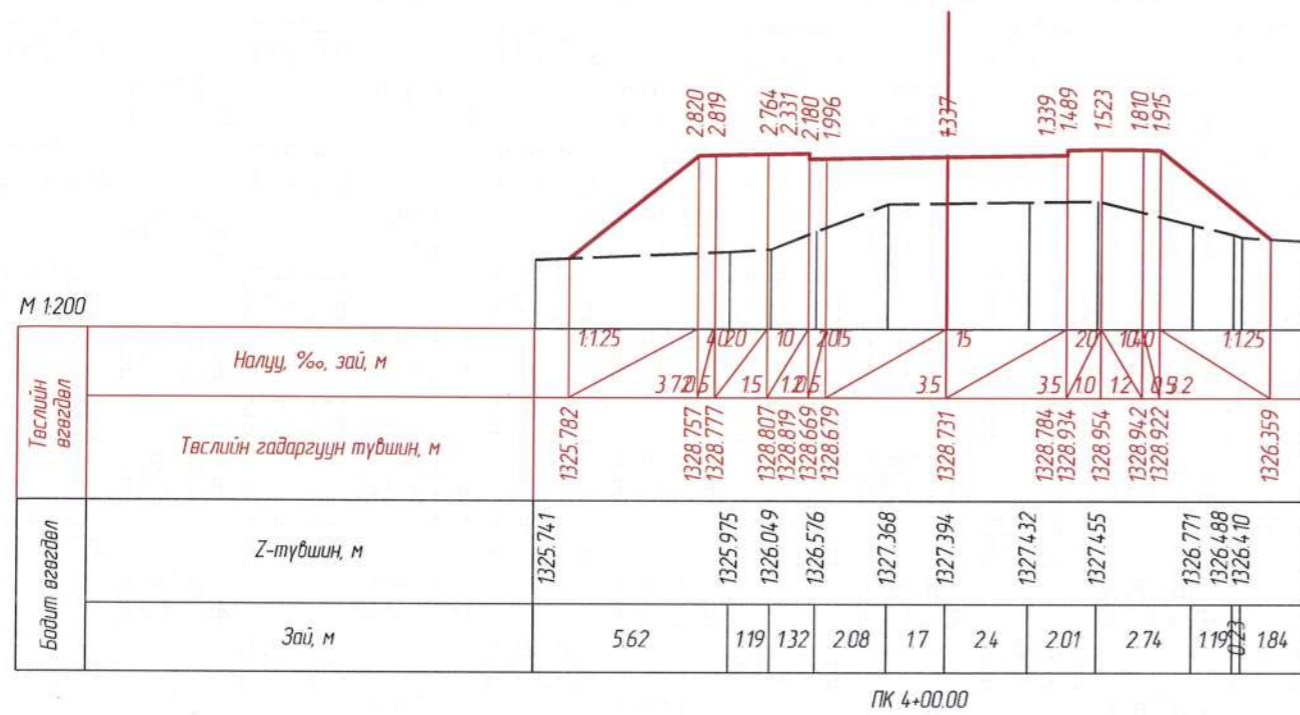 2.820 2.819 2.764 2.331 2.180 1.996 1.337 1.339 1.489 1.523 1.810 1.915
М 1:200
Төслийн өгөгдөл
Налуу, ‰, зай, м
1:1.25 40 20 10 20 15 15 20 10 40 1:1.25
3.72 0.5 1.5 1.2 0.5 3.5 3.5 1.0 1.2 0.5 3.2
Төслийн гадаргуун түвшин, м
1325.782 1328.757 1328.777 1328.807 1328.819 1328.669 1328.679 1328.731 1328.784 1328.934 1328.954 1328.942 1328.922 1326.359
Бодит өгөгдөл
Z-түвшин, м
1325.741 1325.975 1326.049 1326.576 1327.368 1327.394 1327.432 1327.455 1326.771 1326.488 1326.410
Зай, м
5.62 1.19 1.32 2.08 1.7 2.4 2.01 2.74 1.19 0.23 1.84
ПК 4+00.00